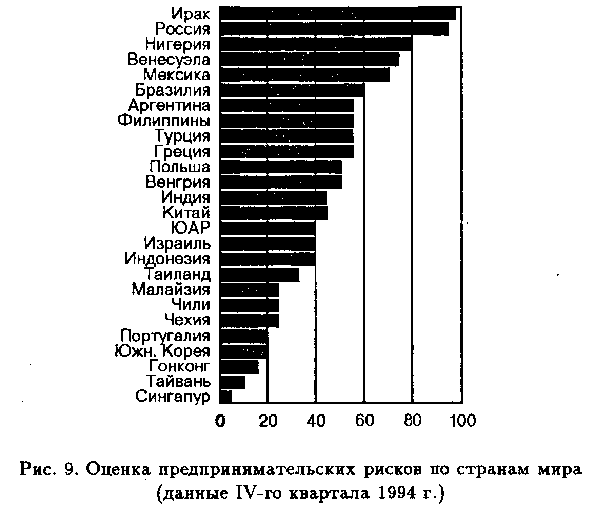 Ирак
Россия
Нигерия
Венесуэла
Мексика
Бразилия
Аргентина
Филиппины
Турция
Греция
Польша
Венгрия
Индия
Китай
ЮАР
Израиль
Индонезия
Таиланд
Малайзия
Чили
Чехия
Португалия
Южн. Корея
Гонконг
Тайвань
Сингапур
0 20 40 60 80 100
Рис. 9. Оценка предпринимательских рисков по странам мира
(данные IV-го квартала 1994 г.)